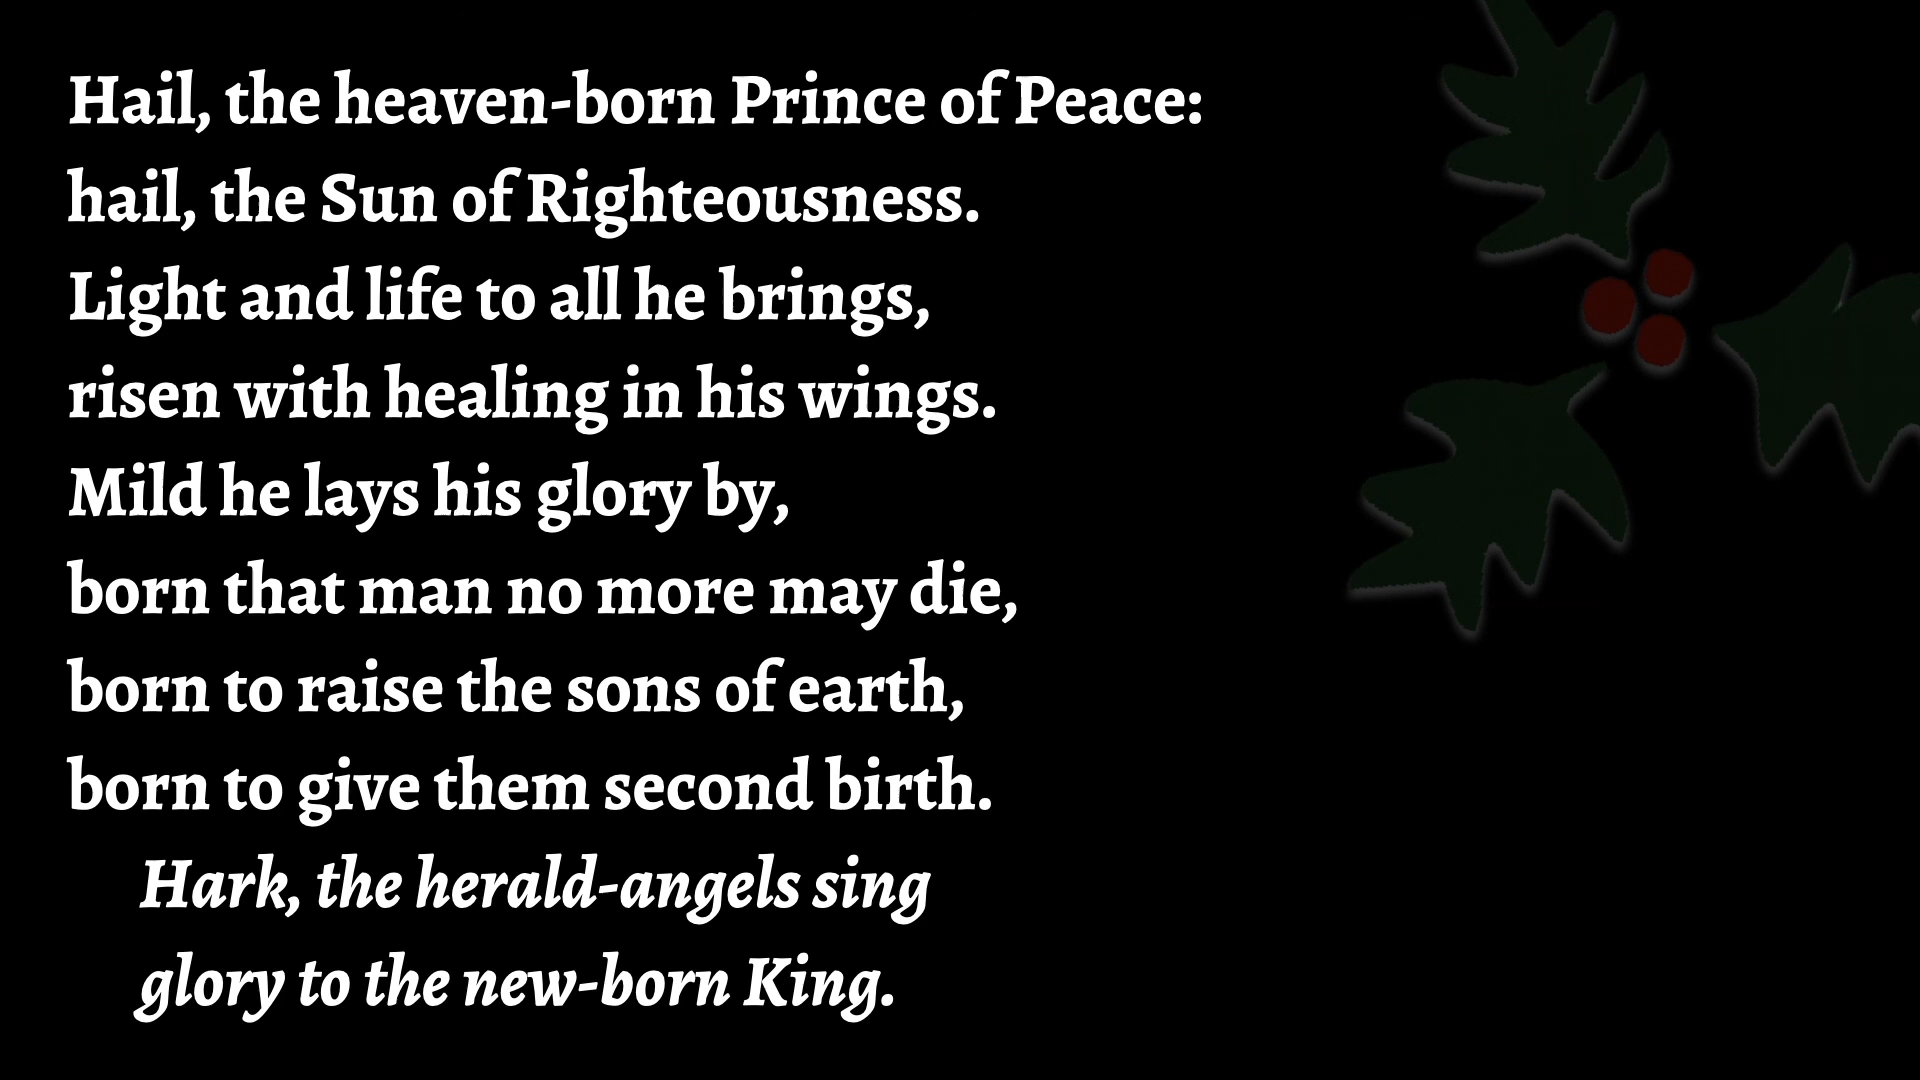 Hail, the heaven-born Prince of Peace:
hail, the Sun of Righteousness.
Light and life to all he brings,
risen with healing in his wings.
Mild he lays his glory by,
born that man no more may die,
born to raise the sons of earth,
born to give them second birth.
Hark, the herald-angels sing
glory to the new-born King.